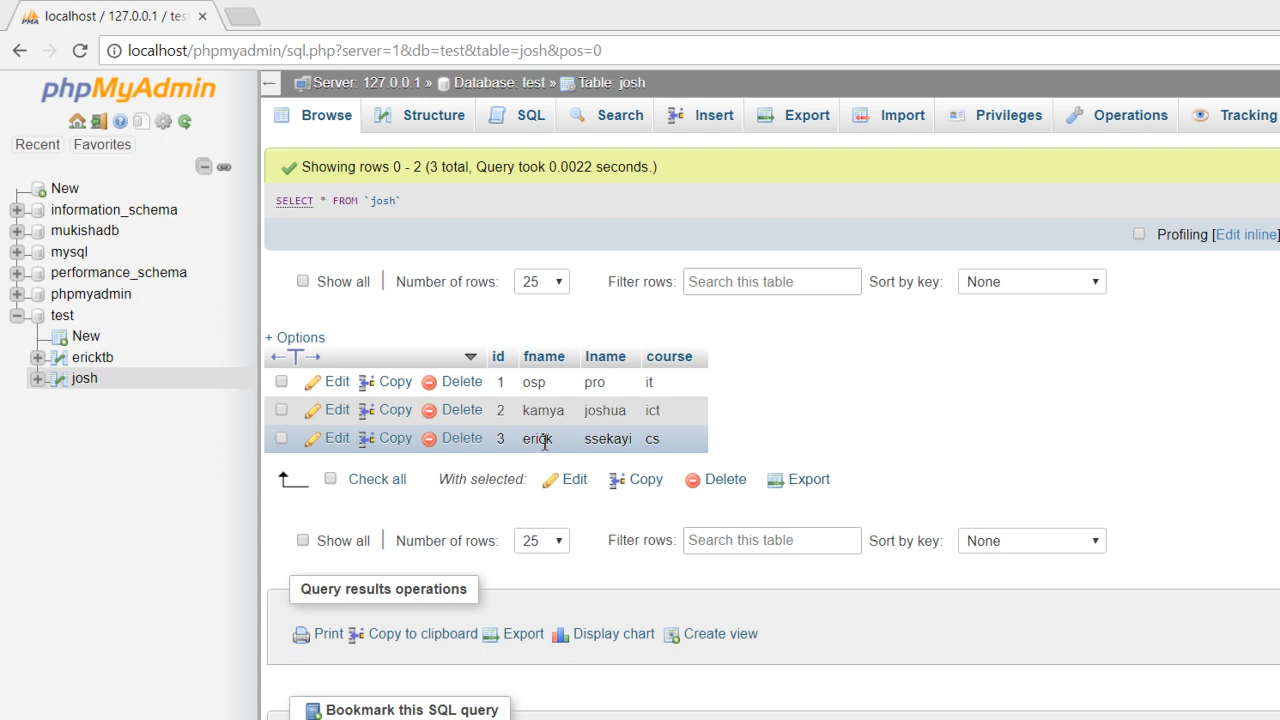 localhost / 127.0.0.1 / tes
localhost/phpmyadmin/sql.php?server=1&db=test&table=josh&pos=0
phpMyAdmin
Recent Favorites
New
information_schema
mukishadb
mysql
performance_schema
phpmyadmin
test
New
ericktb
josh
Server: 127.0.0.1 » Database: test » Table: josh
Browse Structure SQL Search Insert Export Import Privileges Operations Tracking
Showing rows 0 - 2 (3 total, Query took 0.0022 seconds.)
SELECT * FROM `josh`
Profiling [Edit inline]
Show all Number of rows: 25 Filter rows: Search this table Sort by key: None
+ Options
id fname lname course
Edit Copy Delete 1 osp pro it
Edit Copy Delete 2 kamya joshua ict
Edit Copy Delete 3 erick ssekayi cs
Check all With selected: Edit Copy Delete Export
Show all Number of rows: 25 Filter rows: Search this table Sort by key: None
Query results operations
Print Copy to clipboard Export Display chart Create view
Bookmark this SQL query